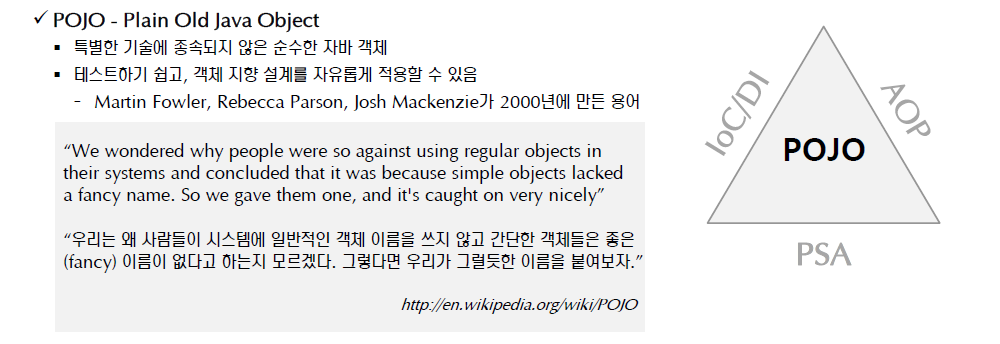 ✓ POJO - Plain Old Java Object
▪ 특별한 기술에 종속되지 않은 순수한 자바 객체
▪ 테스트하기 쉽고, 객체 지향 설계를 자유롭게 적용할 수 있음
- Martin Fowler, Rebecca Parson, Josh Mackenzie가 2000년에 만든 용어
“We wondered why people were so against using regular objects in
their systems and concluded that it was because simple objects lacked
a fancy name. So we gave them one, and it's caught on very nicely”
“우리는 왜 사람들이 시스템에 일반적인 객체 이름을 쓰지 않고 간단한 객체들은 좋은
(fancy) 이름이 없다고 하는지 모르겠다. 그렇다면 우리가 그럴듯한 이름을 붙여보자.”
http://en.wikipedia.org/wiki/POJO
IoC/DI
AOP
POJO
PSA